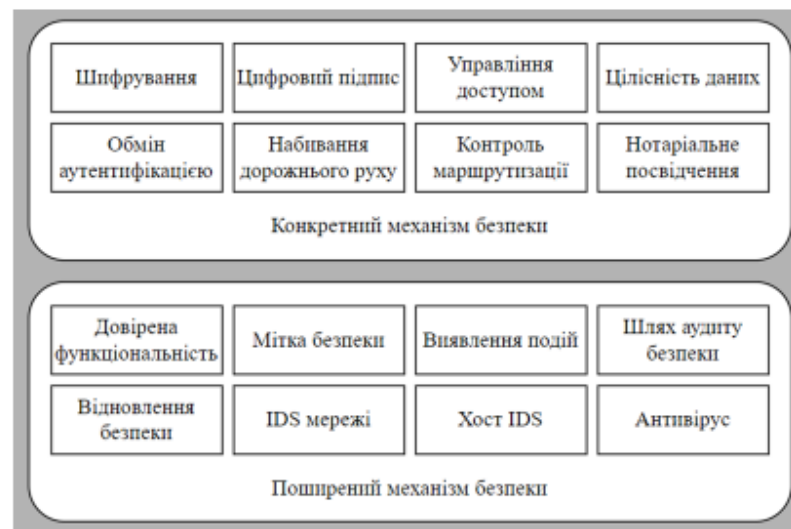 Шифрування
Цифровий підпис
Управління
доступом
Цілісність даних
Обмін
аутентифікацією
Набивання
дорожнього руху
Контроль
маршрутизації
Нотаріальне
посвідчення
Конкретний механізм безпеки
Довірена
функціональність
Мітка безпеки
Виявлення подій
Шлях аудиту
безпеки
Відновлення
безпеки
IDS мережі
Хост IDS
Антивірус
Поширений механізм безпеки